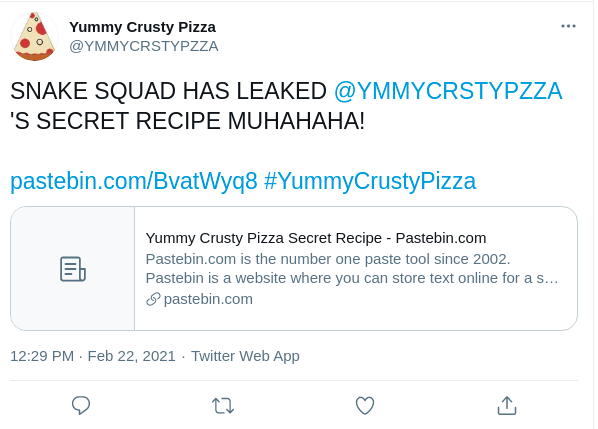 Yummy Crusty Pizza
@YMMYCRSTYPZZA
SNAKE SQUAD HAS LEAKED @YMMYCRSTYPZZA
'S SECRET RECIPE MUHAHAHA!
pastebin.com/BvatWyq8 #YummyCrustyPizza
Yummy Crusty Pizza Secret Recipe - Pastebin.com
Pastebin.com is the number one paste tool since 2002.
Pastebin is a website where you can store text online for a s…
pastebin.com
12:29 PM · Feb 22, 2021 · Twitter Web App